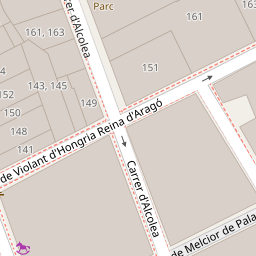 Parc
161
161, 163
Carrer d'Alcolea
163
151
143, 145
152
149
150
148
141
de Violant d'Hongria Reina d'Aragó
Carrer d'Alcolea
de Melcior de Pala